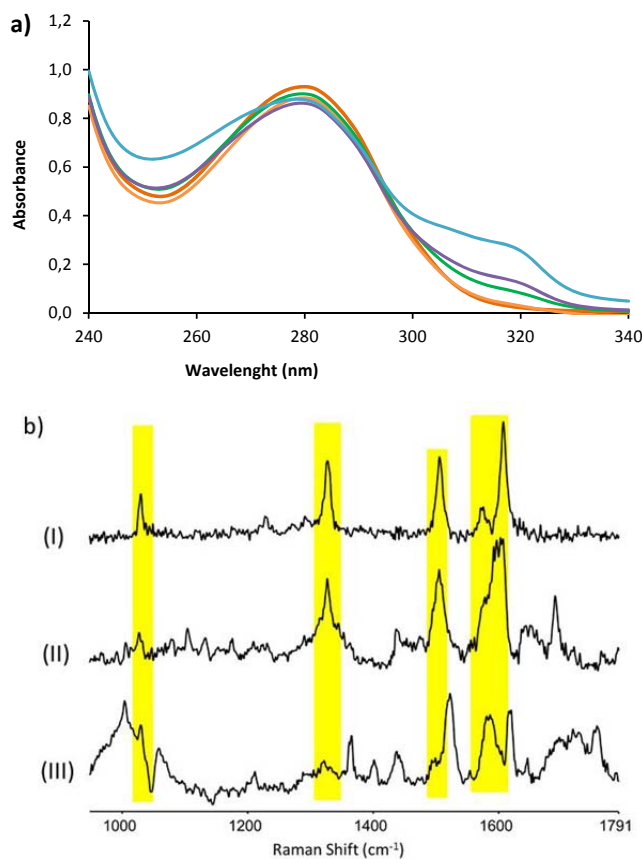 a)
1,2
1,0
0,8
0,6
0,4
0,2
0,0
Absorbance
240 260 280 300 320 340
Wavelenght (nm)
b)
(I)
(II)
(III)
1000 1200 1400 1600 1791
Raman Shift (cm⁻¹)